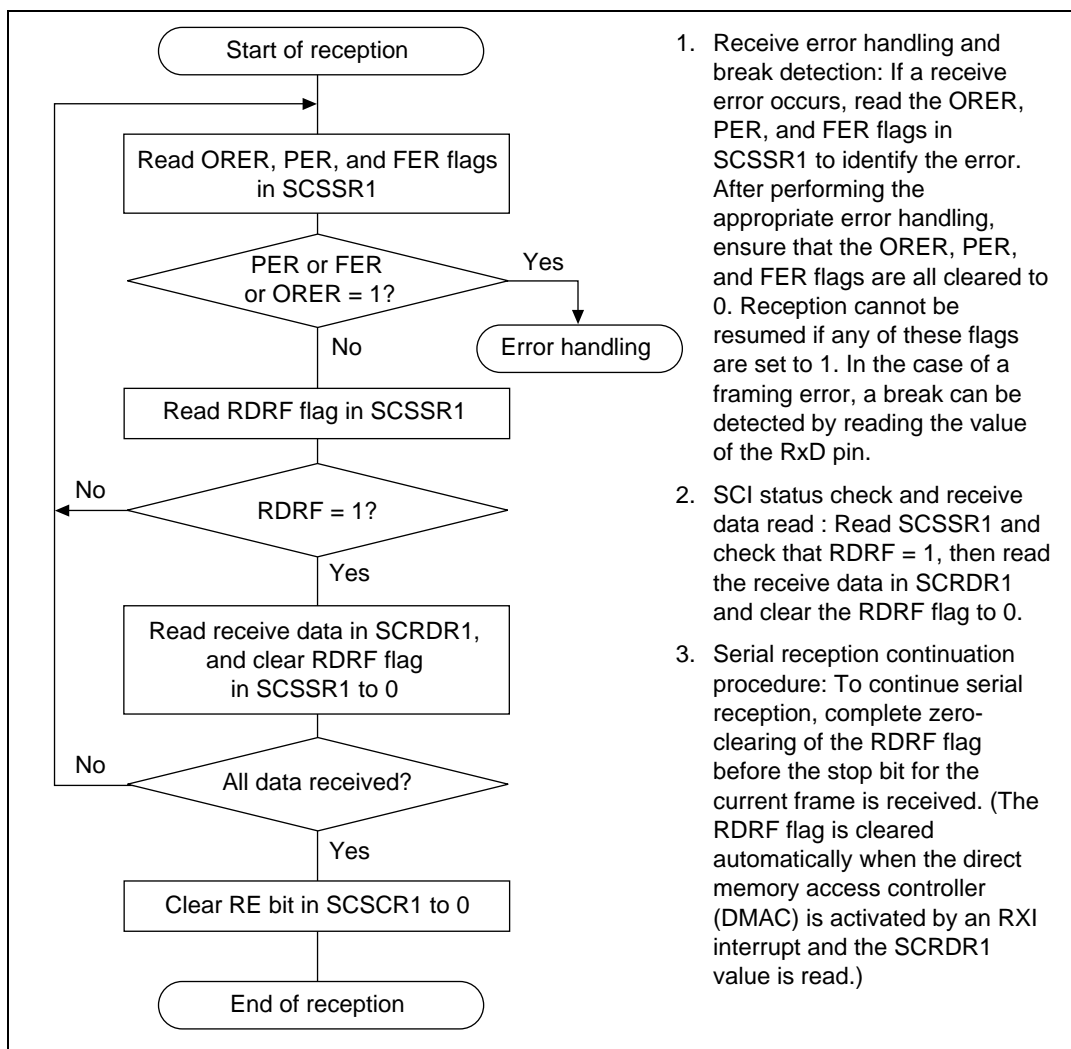 Start of reception
Read ORER, PER, and FER flags
in SCSSR1
PER or FER
or ORER = 1?
Yes
Error handling
No
Read RDRF flag in SCSSR1
No
RDRF = 1?
Yes
Read receive data in SCRDR1,
and clear RDRF flag
in SCSSR1 to 0
No
All data received?
Yes
Clear RE bit in SCSCR1 to 0
End of reception
1. Receive error handling and
break detection: If a receive
error occurs, read the ORER,
PER, and FER flags in
SCSSR1 to identify the error.
After performing the
appropriate error handling,
ensure that the ORER, PER,
and FER flags are all cleared to
0. Reception cannot be
resumed if any of these flags
are set to 1. In the case of a
framing error, a break can be
detected by reading the value
of the RxD pin.
2. SCI status check and receive
data read : Read SCSSR1 and
check that RDRF = 1, then read
the receive data in SCRDR1
and clear the RDRF flag to 0.
3. Serial reception continuation
procedure: To continue serial
reception, complete zero-
clearing of the RDRF flag
before the stop bit for the
current frame is received. (The
RDRF flag is cleared
automatically when the direct
memory access controller
(DMAC) is activated by an RXI
interrupt and the SCRDR1
value is read.)